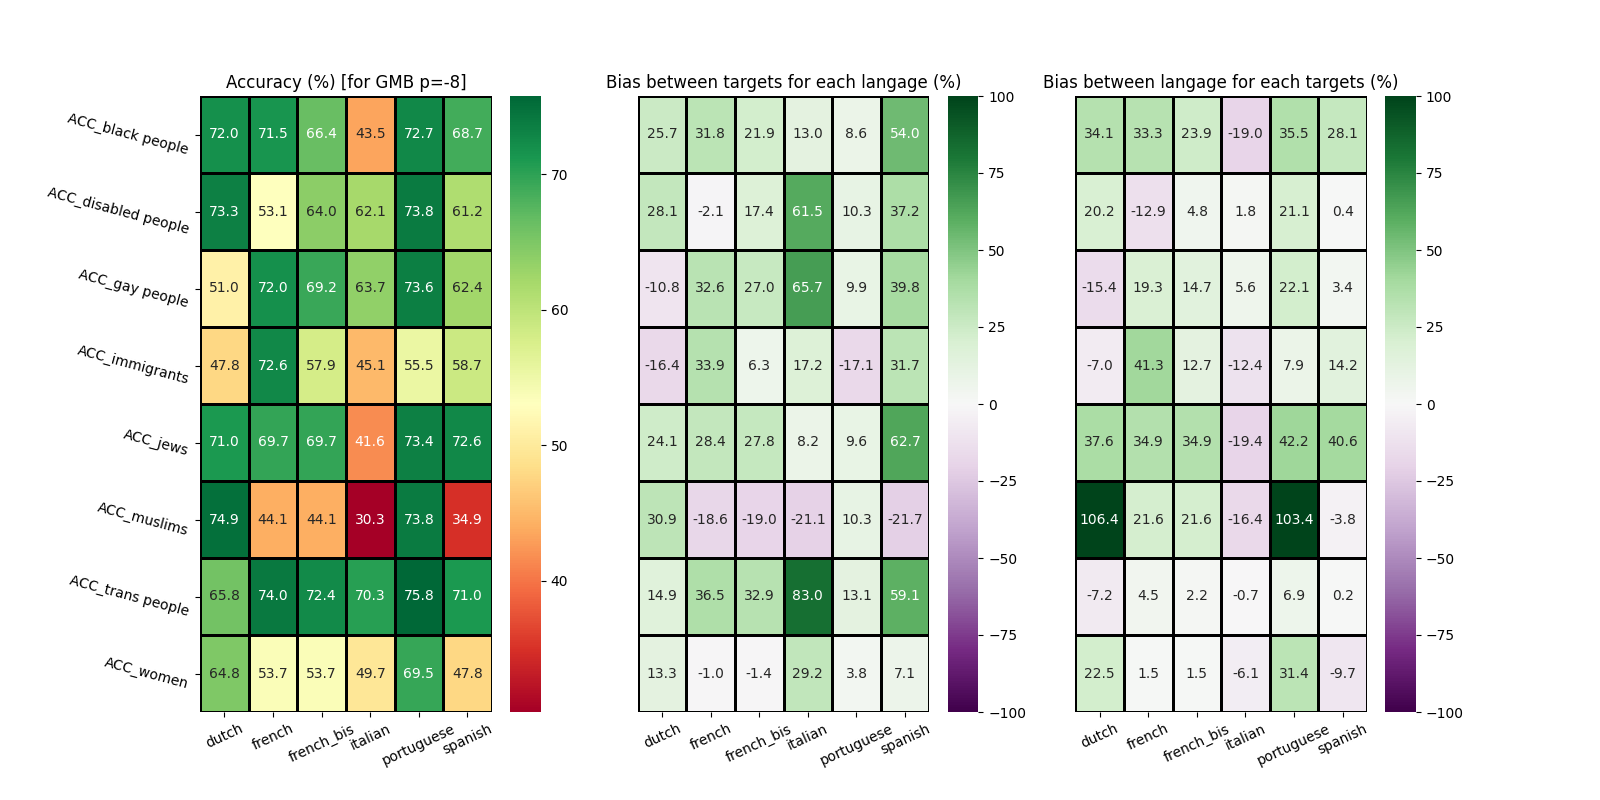 Accuracy (%) [for GMB p=-8] Bias between targets for each langage (%) Bias between langage for each targets (%)
ACC_black people 72.0 71.5 66.4 43.5 72.7 68.7 25.7 31.8 21.9 13.0 8.6 54.0 34.1 33.3 23.9 -19.0 35.5 28.1
ACC_disabled people 73.3 53.1 64.0 62.1 73.8 61.2 28.1 -2.1 17.4 61.5 10.3 37.2 20.2 -12.9 4.8 1.8 21.1 0.4
ACC_gay people 51.0 72.0 69.2 63.7 73.6 62.4 -10.8 32.6 27.0 65.7 9.9 39.8 -15.4 19.3 14.7 5.6 22.1 3.4
ACC_immigrants 47.8 72.6 57.9 45.1 55.5 58.7 -16.4 33.9 6.3 17.2 -17.1 31.7 -7.0 41.3 12.7 -12.4 7.9 14.2
ACC_jews 71.0 69.7 69.7 41.6 73.4 72.6 24.1 28.4 27.8 8.2 9.6 62.7 37.6 34.9 34.9 -19.4 42.2 40.6
ACC_muslims 74.9 44.1 44.1 30.3 73.8 34.9 30.9 -18.6 -19.0 -21.1 10.3 -21.7 106.4 21.6 21.6 -16.4 103.4 -3.8
ACC_trans people 65.8 74.0 72.4 70.3 75.8 71.0 14.9 36.5 32.9 83.0 13.1 59.1 -7.2 4.5 2.2 -0.7 6.9 0.2
ACC_women 64.8 53.7 53.7 49.7 69.5 47.8 13.3 -1.0 -1.4 29.2 3.8 7.1 22.5 1.5 1.5 -6.1 31.4 -9.7
dutch french french_bis italian portuguese spanish dutch french french_bis italian portuguese spanish dutch french french_bis italian portuguese spanish
70
60
50
40
100
75
50
25
0
−25
−50
−75
−100
100
75
50
25
0
−25
−50
−75
−100